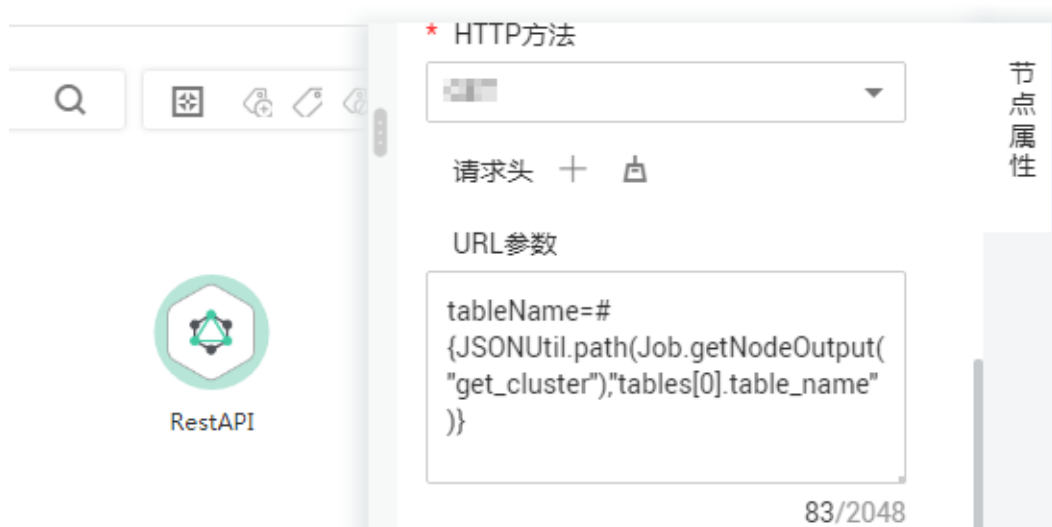 * HTTP方法
请求头
URL参数
tableName=#
{JSONUtil.path(Job.getNodeOutput(
"get_cluster"),"tables[0].table_name"
)}
83/2048
RestAPI
节点属性